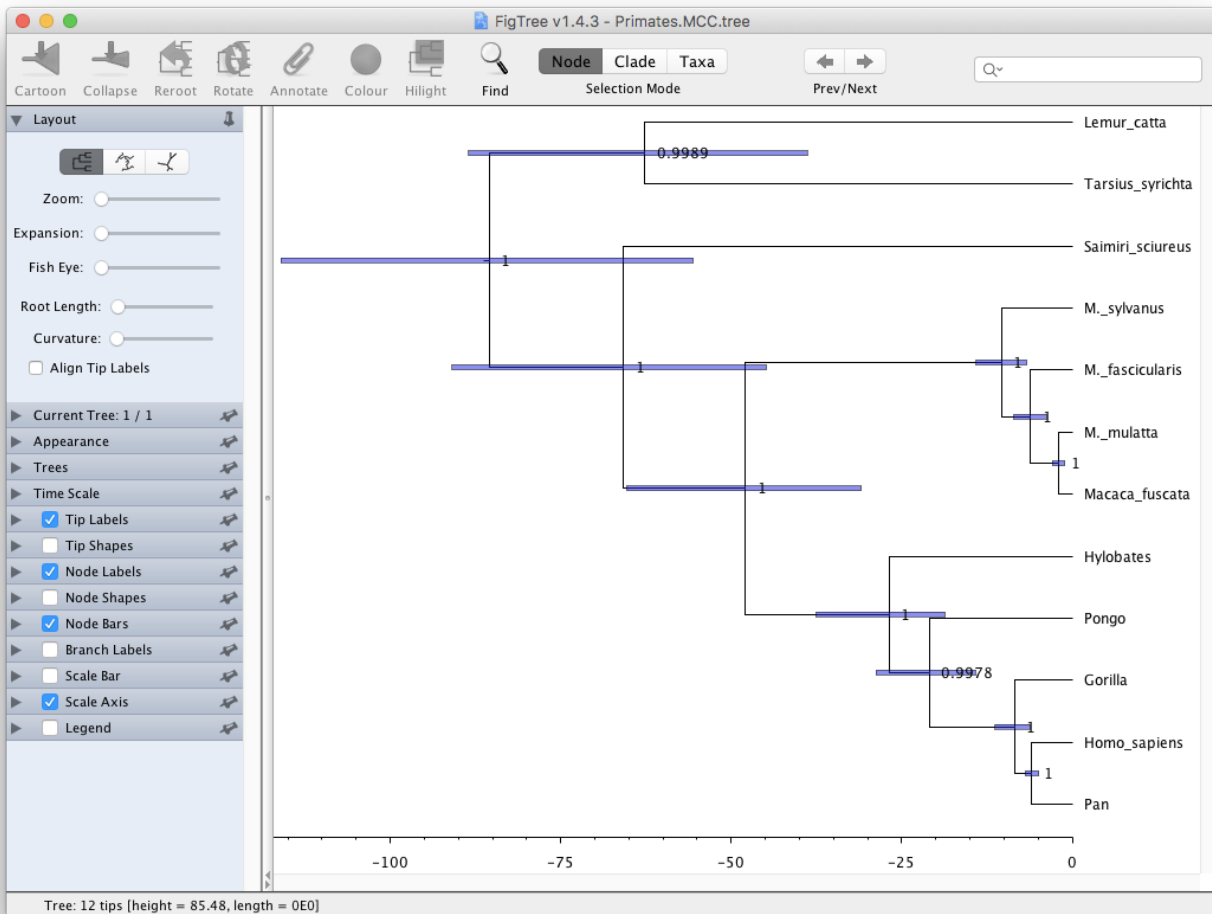 FigTree v1.4.3 - Primates.MCC.tree
Cartoon Collapse Reroot Rotate Annotate Colour Hilight Find
Node Clade Taxa
Selection Mode
Prev/Next
Layout
Zoom:
Expansion:
Fish Eye:
Root Length:
Curvature:
Align Tip Labels
Current Tree: 1 / 1
Appearance
Trees
Time Scale
Tip Labels
Tip Shapes
Node Labels
Node Shapes
Node Bars
Branch Labels
Scale Bar
Scale Axis
Legend
Lemur_catta
0.9989
Tarsius_syrichta
Saimiri_sciureus
1
M._sylvanus
1
1
M._fascicularis
1
M._mulatta
1
1
Macaca_fuscata
Hylobates
1
Pongo
0.9978
Gorilla
1
Homo_sapiens
1
Pan
-100 -75 -50 -25 0
Tree: 12 tips [height = 85.48, length = 0E0]